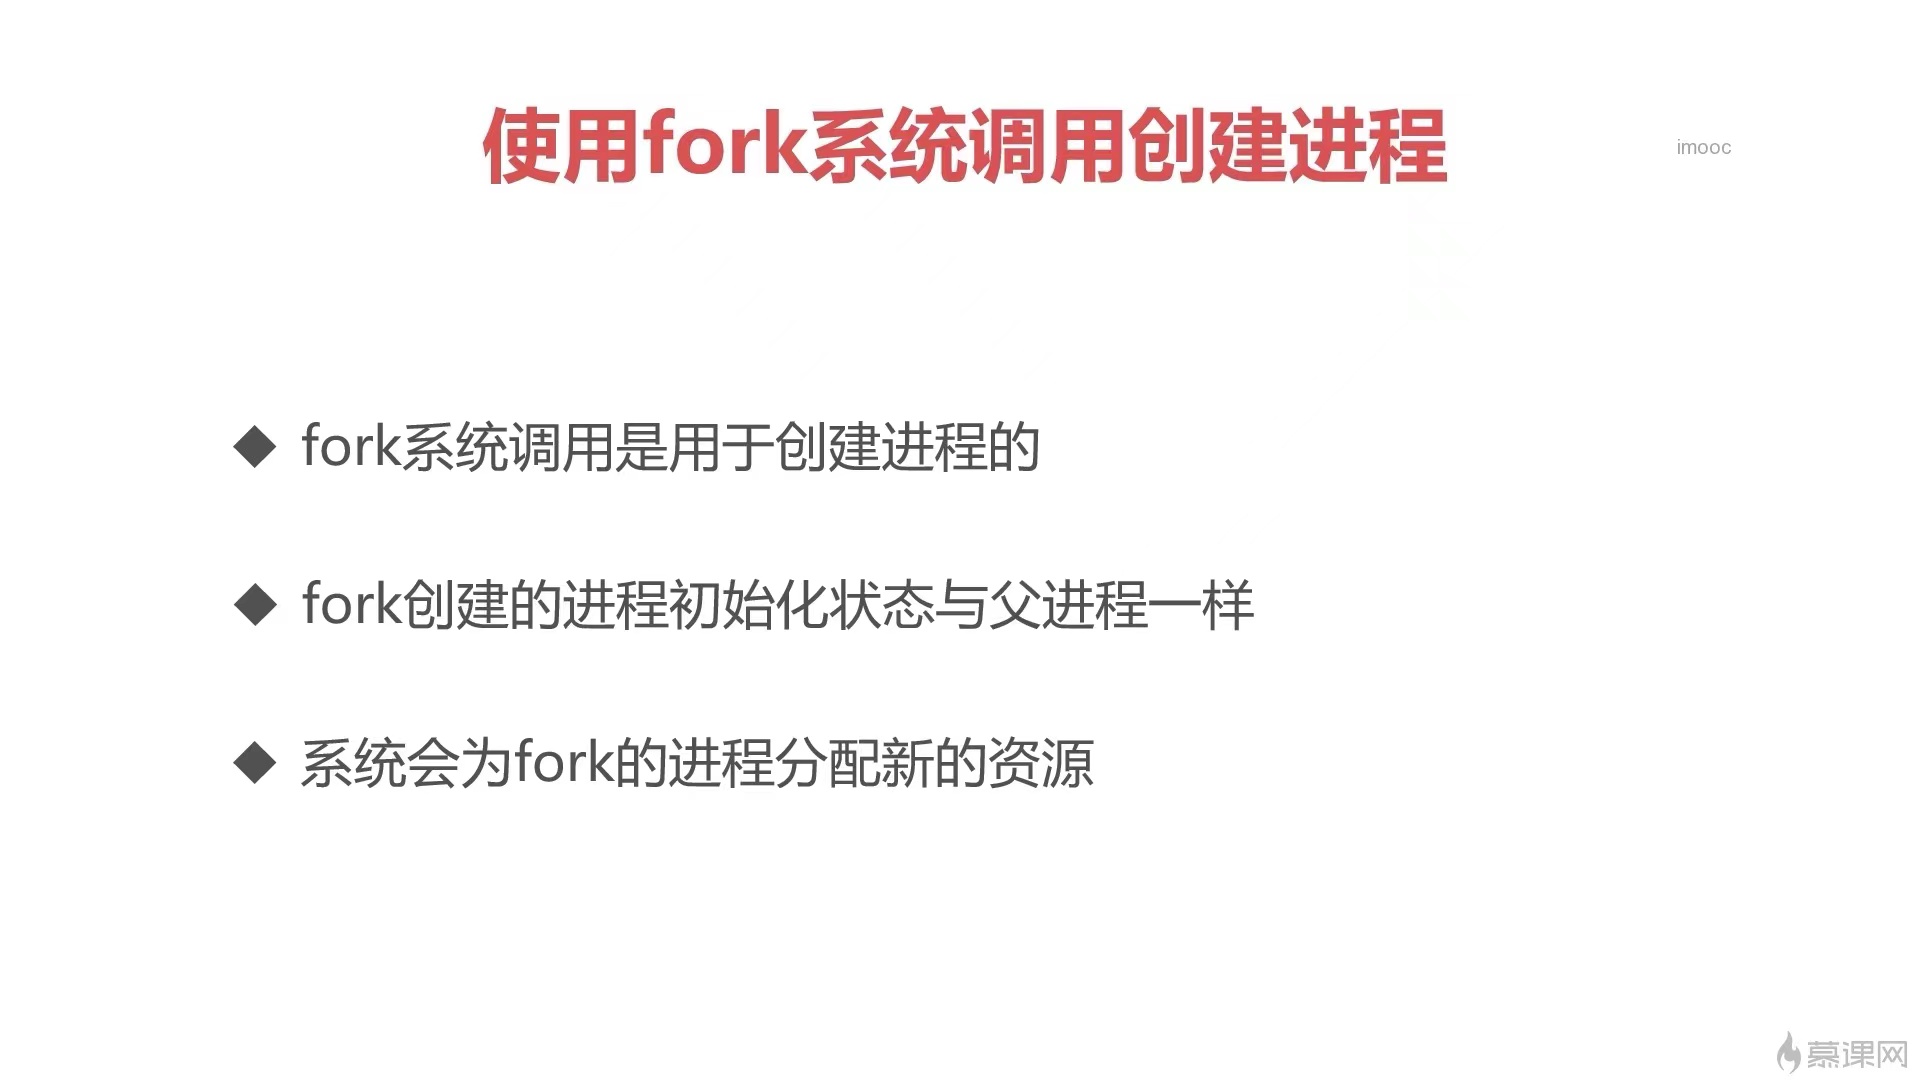 使用fork系统调用创建进程
imooc
◆ fork系统调用是用于创建进程的
◆ fork创建的进程初始化状态与父进程一样
◆ 系统会为fork的进程分配新的资源
慕课网